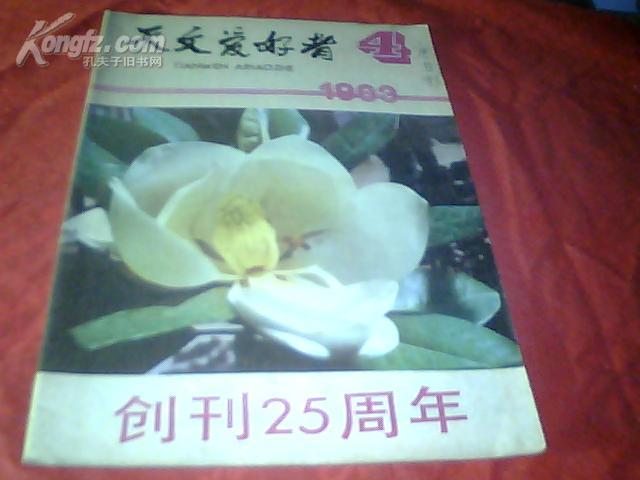 Kongfz.com
孔夫子旧书网
天文爱好者 4
TIANWEN AIHAOZHE
1983
创刊25周年